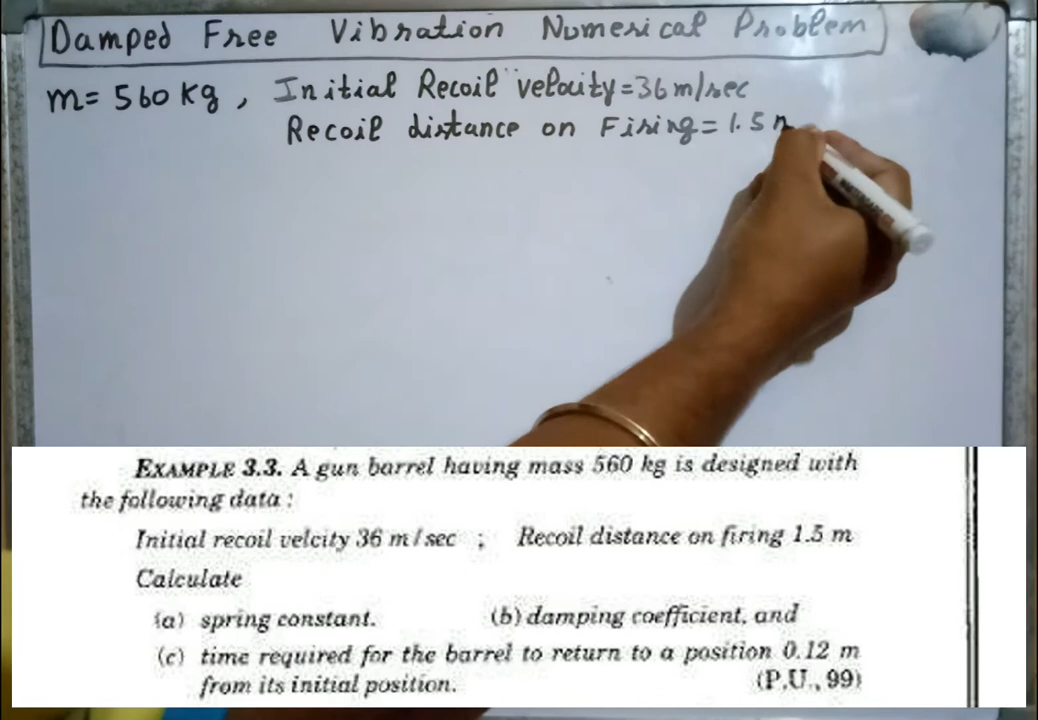 Damped Free Vibration Numerical Problem
m= 560 kg, Initial Recoil velocity=36m/sec
Recoil distance on Firing= 1.5
EXAMPLE 3.3. A gun barrel having mass 560 kg is designed with
the following data :
Initial recoil velcity 36 m/sec ; Recoil distance on firing 1.5 m
Calculate
(a) spring constant. (b) damping coefficient, and
(c) time required for the barrel to return to a position 0.12 m
from its initial position. (P.U., 99)